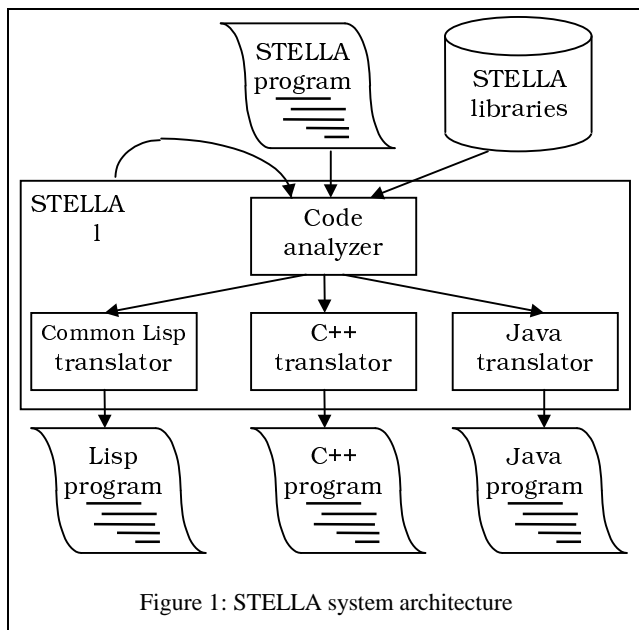 STELLA
program
STELLA
libraries
STELLA
l
Code
analyzer
Common Lisp
translator
C++
translator
Java
translator
Lisp
program
C++
program
Java
program
Figure 1: STELLA system architecture